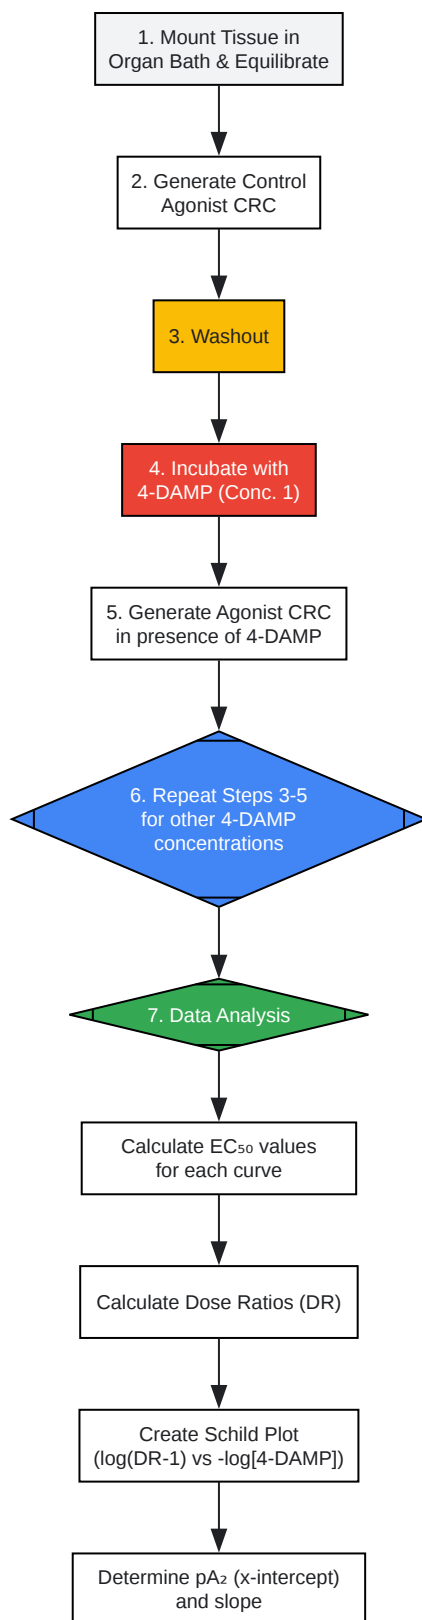 1. Mount Tissue in
Organ Bath & Equilibrate
2. Generate Control
Agonist CRC
3. Washout
4. Incubate with
4-DAMP (Conc. 1)
5. Generate Agonist CRC
in presence of 4-DAMP
6. Repeat Steps 3-5
for other 4-DAMP
concentrations
7. Data Analysis
Calculate EC₅₀ values
for each curve
Calculate Dose Ratios (DR)
Create Schild Plot
(log(DR-1) vs -log[4-DAMP])
Determine pA₂ (x-intercept)
and slope